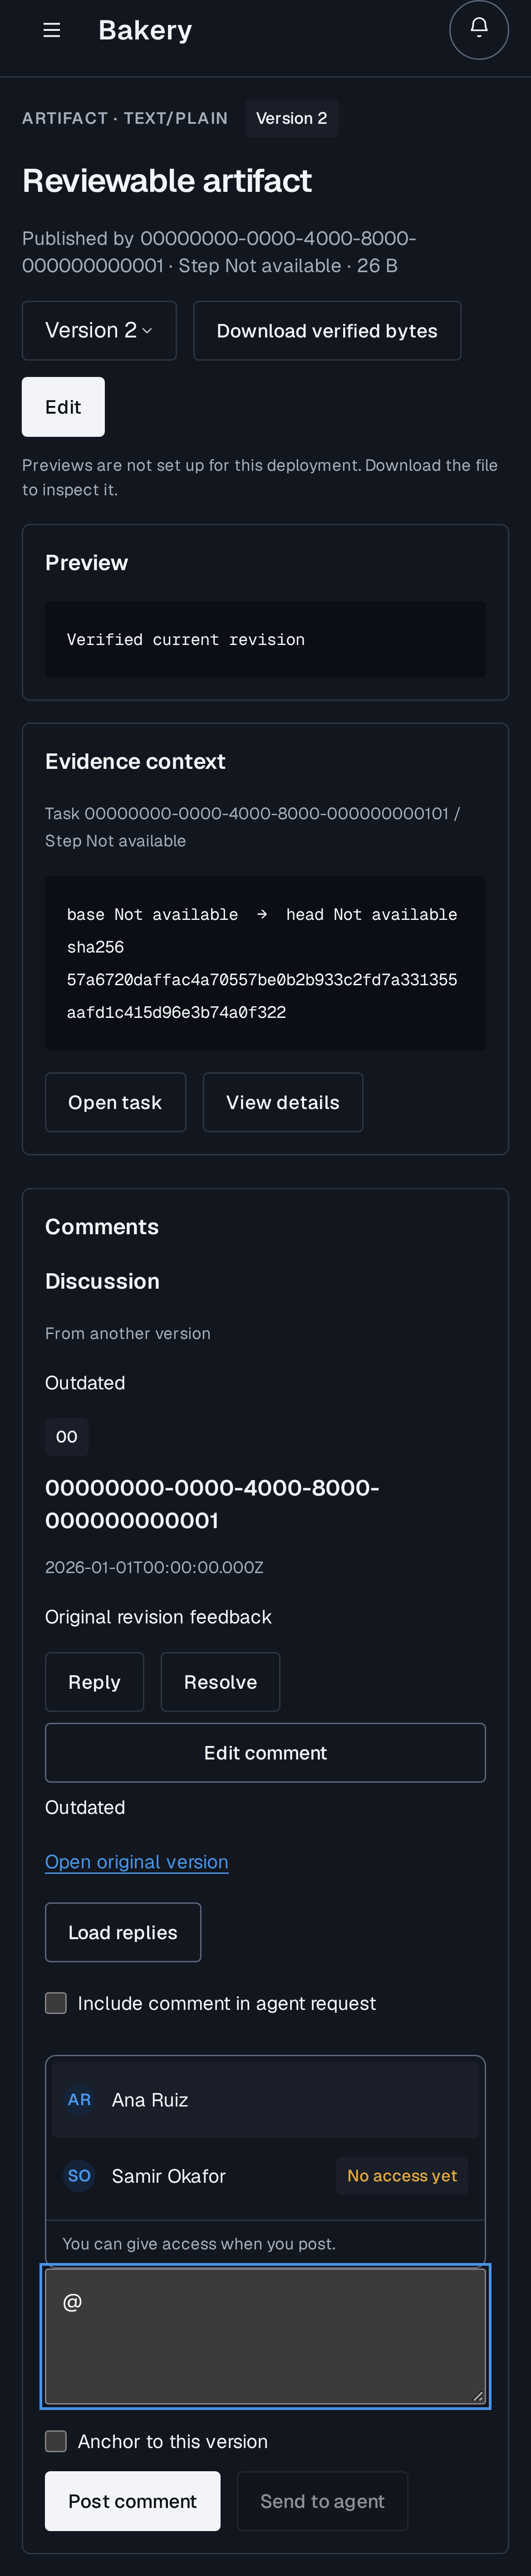 Bakery
ARTIFACT · TEXT/PLAIN Version 2
Reviewable artifact
Published by 00000000-0000-4000-8000-
000000000001 · Step Not available · 26 B
Version 2 Download verified bytes
Edit
Previews are not set up for this deployment. Download the file
to inspect it.
Preview
Verified current revision
Evidence context
Task 00000000-0000-4000-8000-000000000101 /
Step Not available
base Not available → head Not available
sha256
57a6720daffac4a70557be0b2b933c2fd7a331355
aafd1c415d96e3b74a0f322
Open task View details
Comments
Discussion
From another version
Outdated
00
00000000-0000-4000-8000-
000000000001
2026-01-01T00:00:00.000Z
Original revision feedback
Reply Resolve
Edit comment
Outdated
Open original version
Load replies
Include comment in agent request
AR Ana Ruiz
SO Samir Okafor No access yet
You can give access when you post.
@
Anchor to this version
Post comment Send to agent